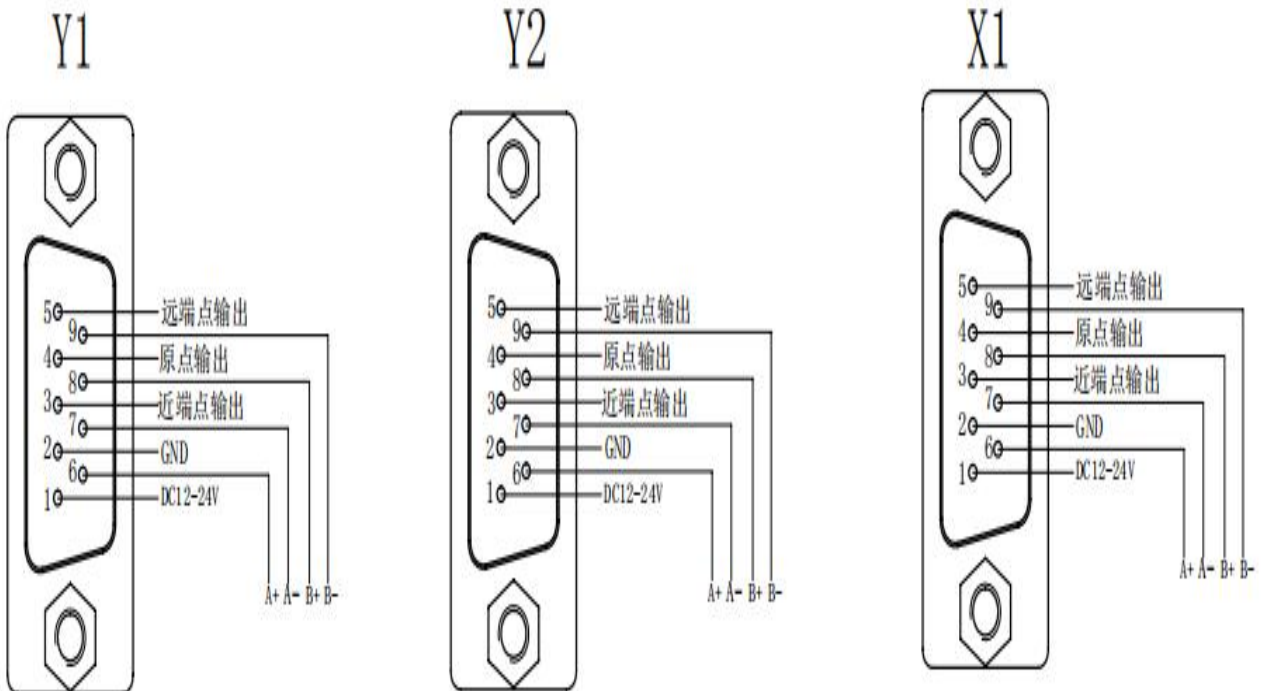 Y1
5 远端点输出
9
4 原点输出
8
3 近端点输出
7
2 GND
6
1 DC12-24V
A+ A- B+ B-
Y2
5 远端点输出
9
4 原点输出
8
3 近端点输出
7
2 GND
6
1 DC12-24V
A+ A- B+ B-
X1
5 远端点输出
9
4 原点输出
8
3 近端点输出
7
2 GND
6
1 DC12-24V
A+ A- B+ B-